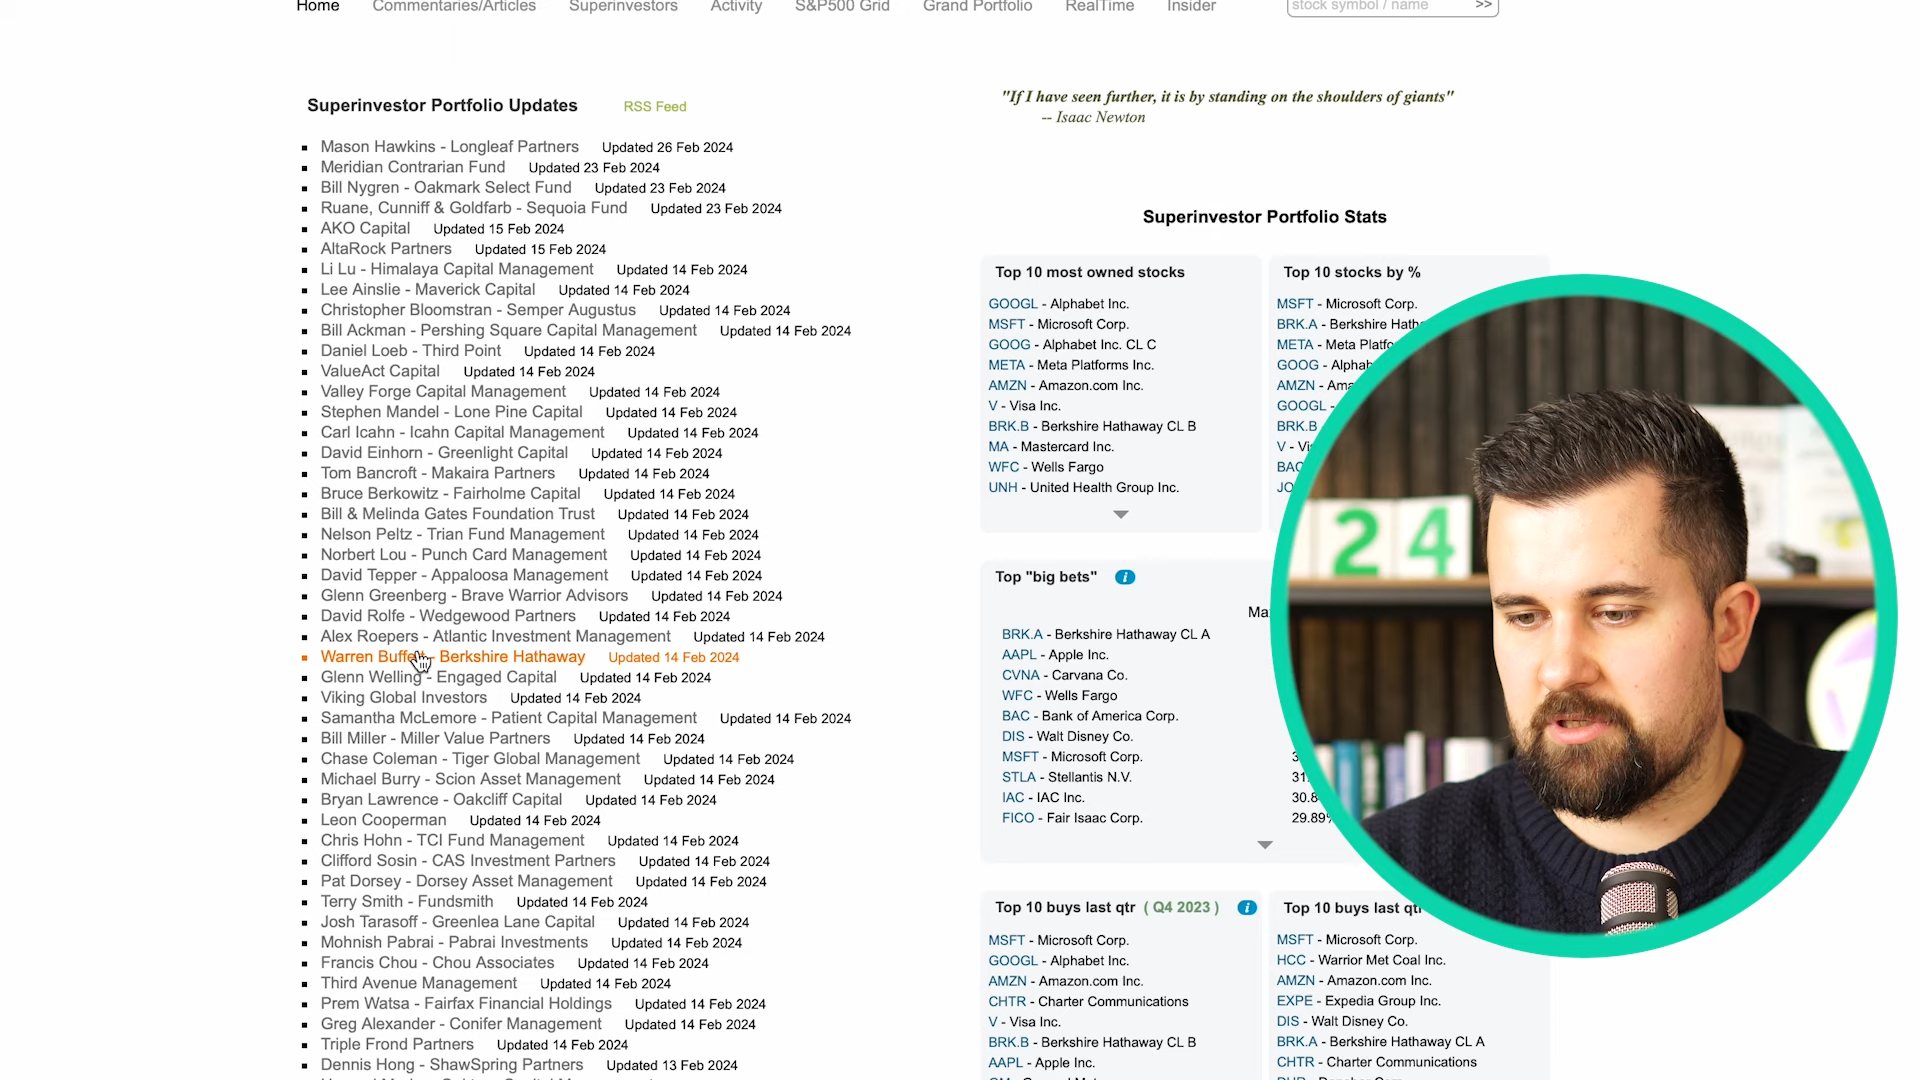 Home Commentaries/Articles Superinvestors Activity S&P500 Grid Grand Portfolio RealTime Insider stock symbol / name >>
Superinvestor Portfolio Updates RSS Feed
Mason Hawkins - Longleaf Partners Updated 26 Feb 2024
Meridian Contrarian Fund Updated 23 Feb 2024
Bill Nygren - Oakmark Select Fund Updated 23 Feb 2024
Ruane, Cunniff & Goldfarb - Sequoia Fund Updated 23 Feb 2024
AKO Capital Updated 15 Feb 2024
AltaRock Partners Updated 15 Feb 2024
Li Lu - Himalaya Capital Management Updated 14 Feb 2024
Lee Ainslie - Maverick Capital Updated 14 Feb 2024
Christopher Bloomstran - Semper Augustus Updated 14 Feb 2024
Bill Ackman - Pershing Square Capital Management Updated 14 Feb 2024
Daniel Loeb - Third Point Updated 14 Feb 2024
ValueAct Capital Updated 14 Feb 2024
Valley Forge Capital Management Updated 14 Feb 2024
Stephen Mandel - Lone Pine Capital Updated 14 Feb 2024
Carl Icahn - Icahn Capital Management Updated 14 Feb 2024
David Einhorn - Greenlight Capital Updated 14 Feb 2024
Tom Bancroft - Makaira Partners Updated 14 Feb 2024
Bruce Berkowitz - Fairholme Capital Updated 14 Feb 2024
Bill & Melinda Gates Foundation Trust Updated 14 Feb 2024
Nelson Peltz - Trian Fund Management Updated 14 Feb 2024
Norbert Lou - Punch Card Management Updated 14 Feb 2024
David Tepper - Appaloosa Management Updated 14 Feb 2024
Glenn Greenberg - Brave Warrior Advisors Updated 14 Feb 2024
David Rolfe - Wedgewood Partners Updated 14 Feb 2024
Alex Roepers - Atlantic Investment Management Updated 14 Feb 2024
Warren Buffett - Berkshire Hathaway Updated 14 Feb 2024
Glenn Welling - Engaged Capital Updated 14 Feb 2024
Viking Global Investors Updated 14 Feb 2024
Samantha McLemore - Patient Capital Management Updated 14 Feb 2024
Bill Miller - Miller Value Partners Updated 14 Feb 2024
Chase Coleman - Tiger Global Management Updated 14 Feb 2024
Michael Burry - Scion Asset Management Updated 14 Feb 2024
Bryan Lawrence - Oakcliff Capital Updated 14 Feb 2024
Leon Cooperman Updated 14 Feb 2024
Chris Hohn - TCI Fund Management Updated 14 Feb 2024
Clifford Sosin - CAS Investment Partners Updated 14 Feb 2024
Pat Dorsey - Dorsey Asset Management Updated 14 Feb 2024
Terry Smith - Fundsmith Updated 14 Feb 2024
Josh Tarasoff - Greenlea Lane Capital Updated 14 Feb 2024
Mohnish Pabrai - Pabrai Investments Updated 14 Feb 2024
Francis Chou - Chou Associates Updated 14 Feb 2024
Third Avenue Management Updated 14 Feb 2024
Prem Watsa - Fairfax Financial Holdings Updated 14 Feb 2024
Greg Alexander - Conifer Management Updated 14 Feb 2024
Triple Frond Partners Updated 14 Feb 2024
Dennis Hong - ShawSpring Partners Updated 13 Feb 2024
"If I have seen further, it is by standing on the shoulders of giants"
-- Isaac Newton
Superinvestor Portfolio Stats
Top 10 most owned stocks
GOOGL - Alphabet Inc.
MSFT - Microsoft Corp.
GOOG - Alphabet Inc. CL C
META - Meta Platforms Inc.
AMZN - Amazon.com Inc.
V - Visa Inc.
BRK.B - Berkshire Hathaway CL B
MA - Mastercard Inc.
WFC - Wells Fargo
UNH - United Health Group Inc.
Top 10 stocks by %
MSFT - Microsoft Corp.
BRK.A - Berkshire
META - Meta
GOOG -
AMZN -
GOOGL -
BRK.B
V -
Top "big bets" i
BRK.A - Berkshire Hathaway CL A
AAPL - Apple Inc.
CVNA - Carvana Co.
WFC - Wells Fargo
BAC - Bank of America Corp.
DIS - Walt Disney Co.
MSFT - Microsoft Corp.
STLA - Stellantis N.V.
IAC - IAC Inc.
FICO - Fair Isaac Corp. 29.89%
Top 10 buys last qtr ( Q4 2023 ) i
MSFT - Microsoft Corp.
GOOGL - Alphabet Inc.
AMZN - Amazon.com Inc.
CHTR - Charter Communications
V - Visa Inc.
BRK.B - Berkshire Hathaway CL B
AAPL - Apple Inc.
Top 10 buys last
MSFT - Microsoft Corp.
HCC - Warrior Met Coal Inc.
AMZN - Amazon.com Inc.
EXPE - Expedia Group Inc.
DIS - Walt Disney Co.
BRK.A - Berkshire Hathaway CL A
CHTR - Charter Communications
24